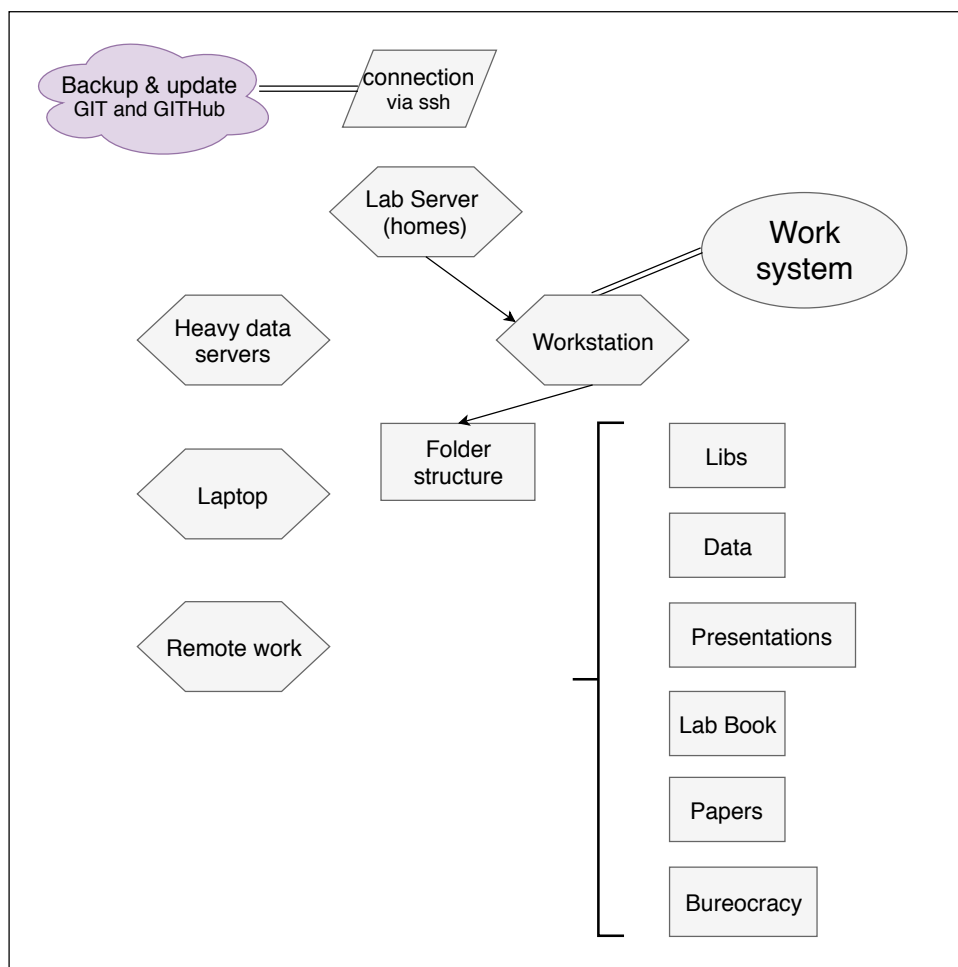 Backup & update
GIT and GITHub
connection
via ssh
Lab Server
(homes)
Work
system
Heavy data
servers
Workstation
Folder
structure
Libs
Laptop
Data
Presentations
Remote work
Lab Book
Papers
Bureocracy